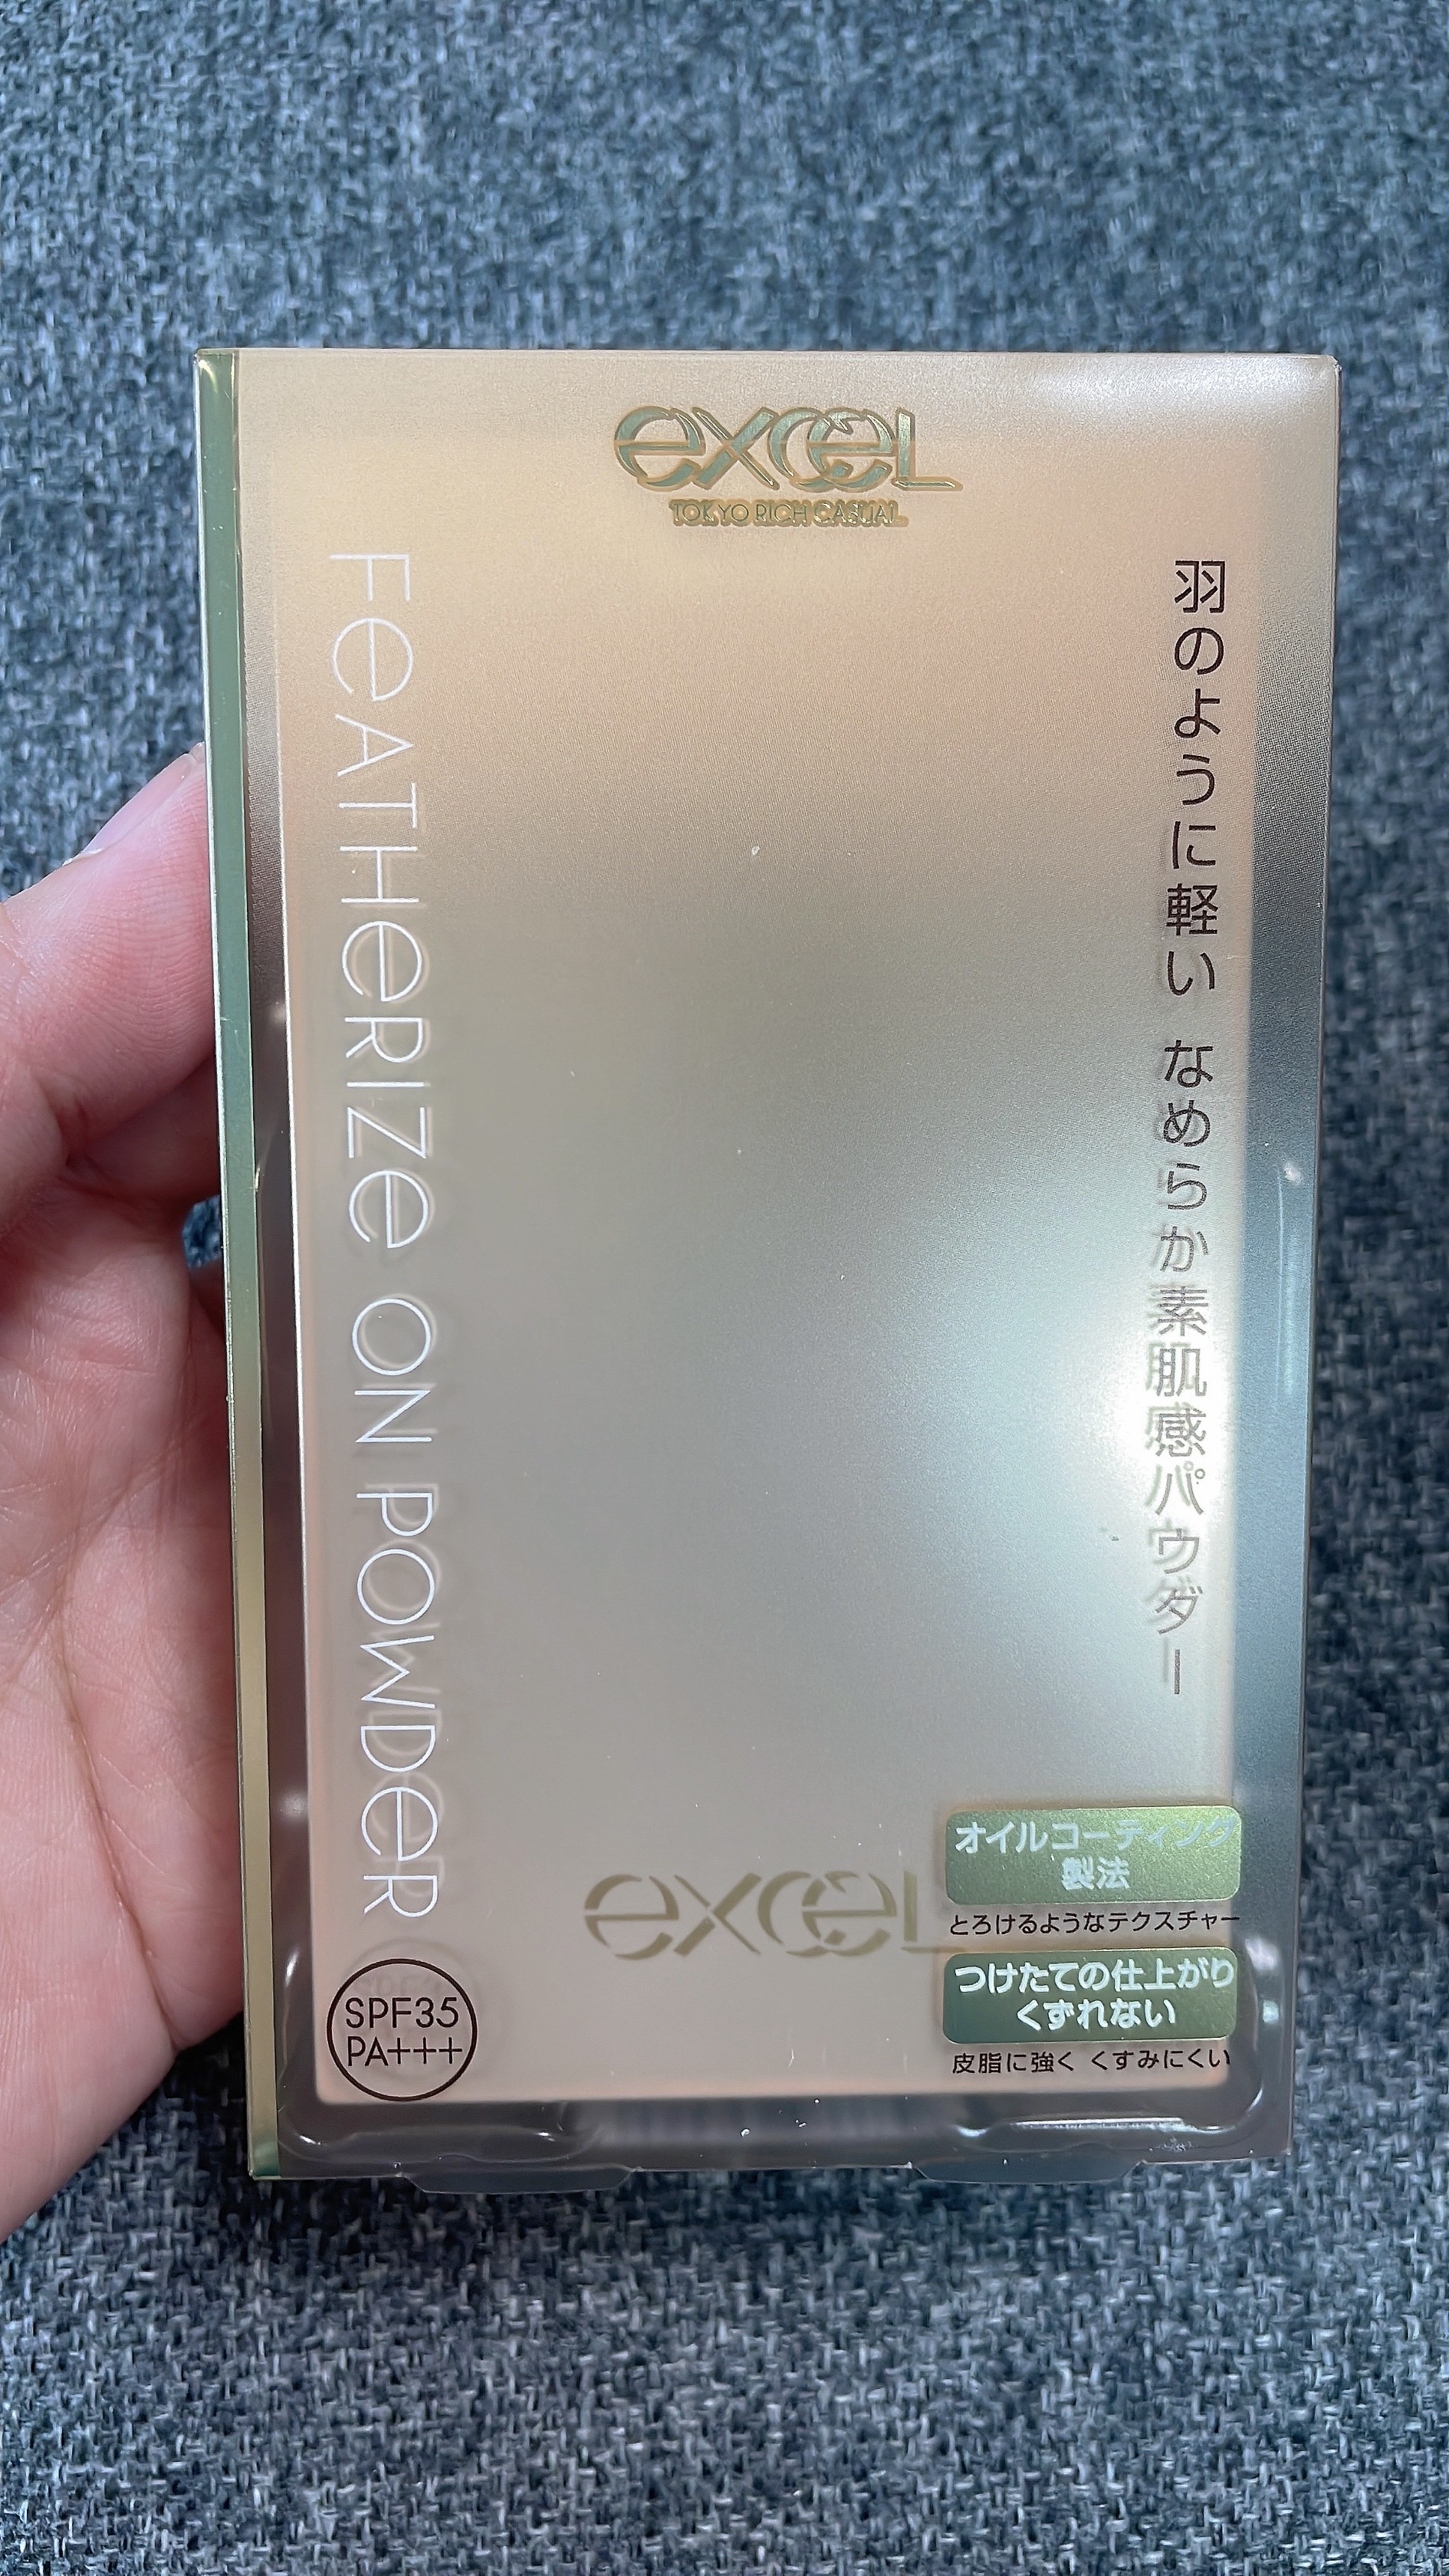 excel
TOKYO RICH CASUAL
FeATHeRIZe ON POWDeR
羽のように軽い なめらか素肌感パウダー
excel
オイルコーティング
製法
とろけるようなテクスチャー
つけたての仕上がり
くずれない
皮脂に強く くすみにくい
SPF35
PA+++